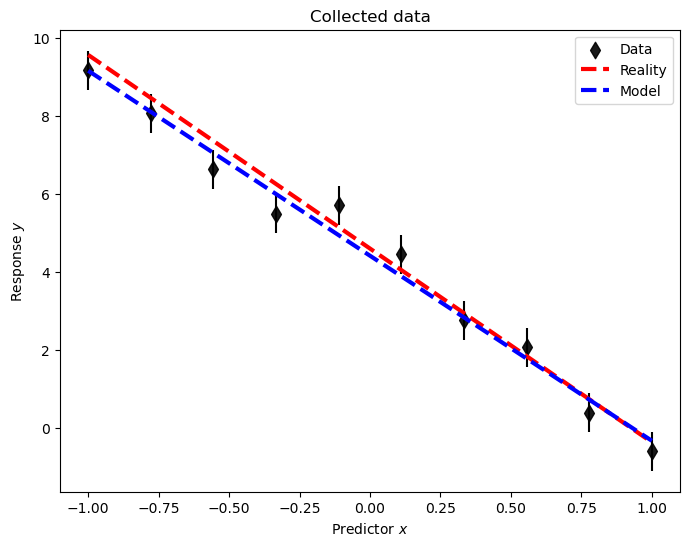 Collected data
Data
Reality
Model
10
8
6
4
2
0
Response y
−1.00 −0.75 −0.50 −0.25 0.00 0.25 0.50 0.75 1.00
Predictor x